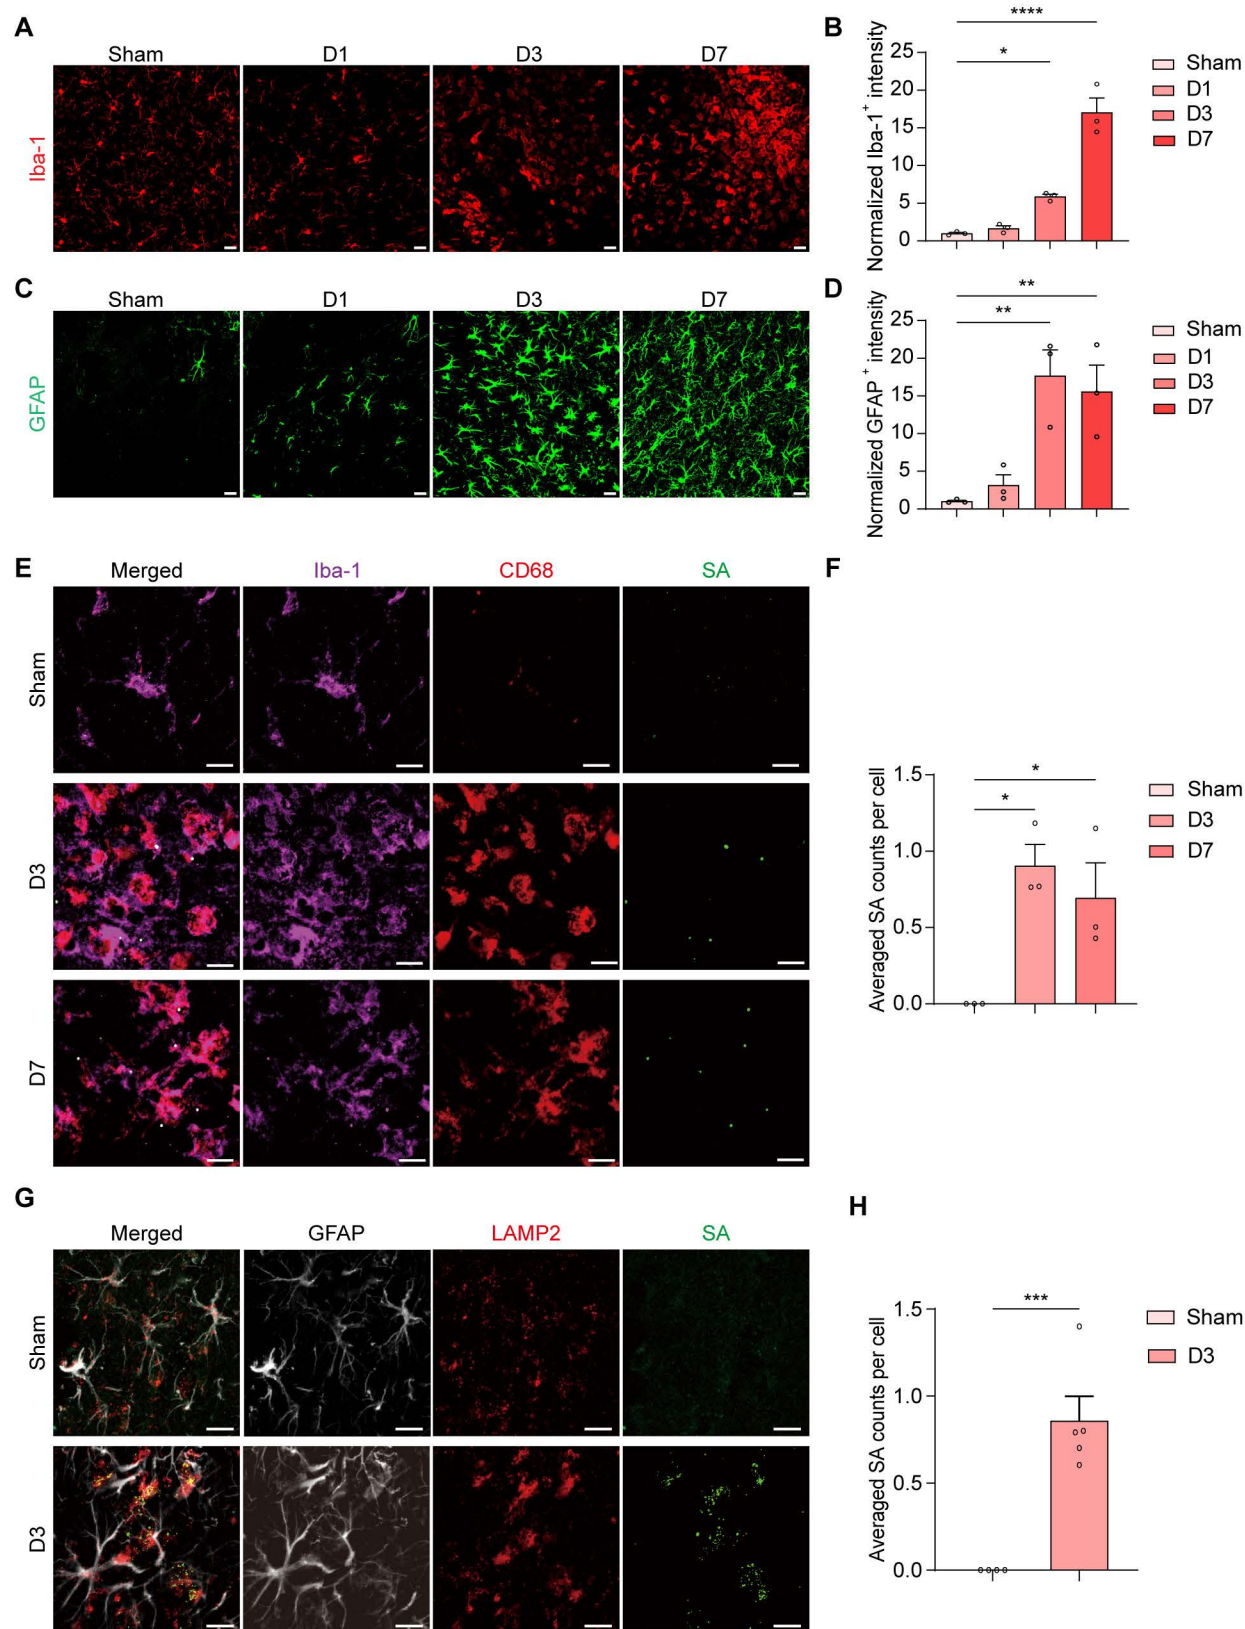 A
Sham D1 D3 D7
Iba-1
B
****
*
Normalized Iba-1+ intensity
25
20
15
10
5
0
Sham
D1
D3
D7
C
Sham D1 D3 D7
GFAP
D
**
**
Normalized GFAP+ intensity
25
20
15
10
5
0
Sham
D1
D3
D7
E
Merged Iba-1 CD68 SA
Sham
D3
D7
F
*
*
Averaged SA counts per cell
1.5
1.0
0.5
0.0
Sham
D3
D7
G
Merged GFAP LAMP2 SA
Sham
D3
H
***
Averaged SA counts per cell
1.5
1.0
0.5
0.0
Sham
D3